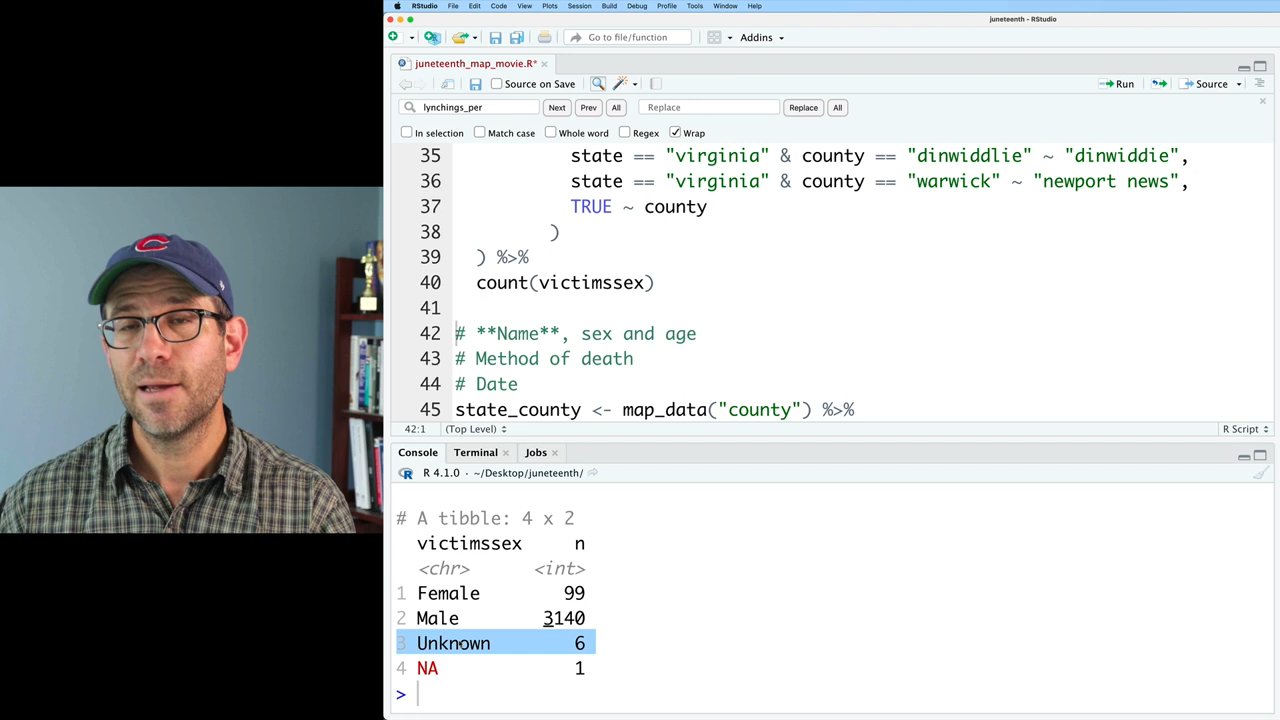 RStudio File Edit Code View Plots Session Build Debug Profile Tools Window Help
juneteenth - RStudio
Go to file/function Addins
juneteenth_map_movie.R*
Source on Save Run Source
lynchings_per Next Prev All Replace Replace All
In selection Match case Whole word Regex Wrap
35 state == "virginia" & county == "dinwiddlie" ~ "dinwiddie",
36 state == "virginia" & county == "warwick" ~ "newport news",
37 TRUE ~ county
38 )
39 ) %>%
40 count(victimssex)
41
42 # **Name**, sex and age
43 # Method of death
44 # Date
45 state_county <- map_data("county") %>%
42:1 (Top Level) R Script
Console Terminal Jobs
R 4.1.0 · ~/Desktop/juneteenth/
# A tibble: 4 x 2
victimssex n
<chr> <int>
1 Female 99
2 Male 3140
3 Unknown 6
4 NA 1
>
C